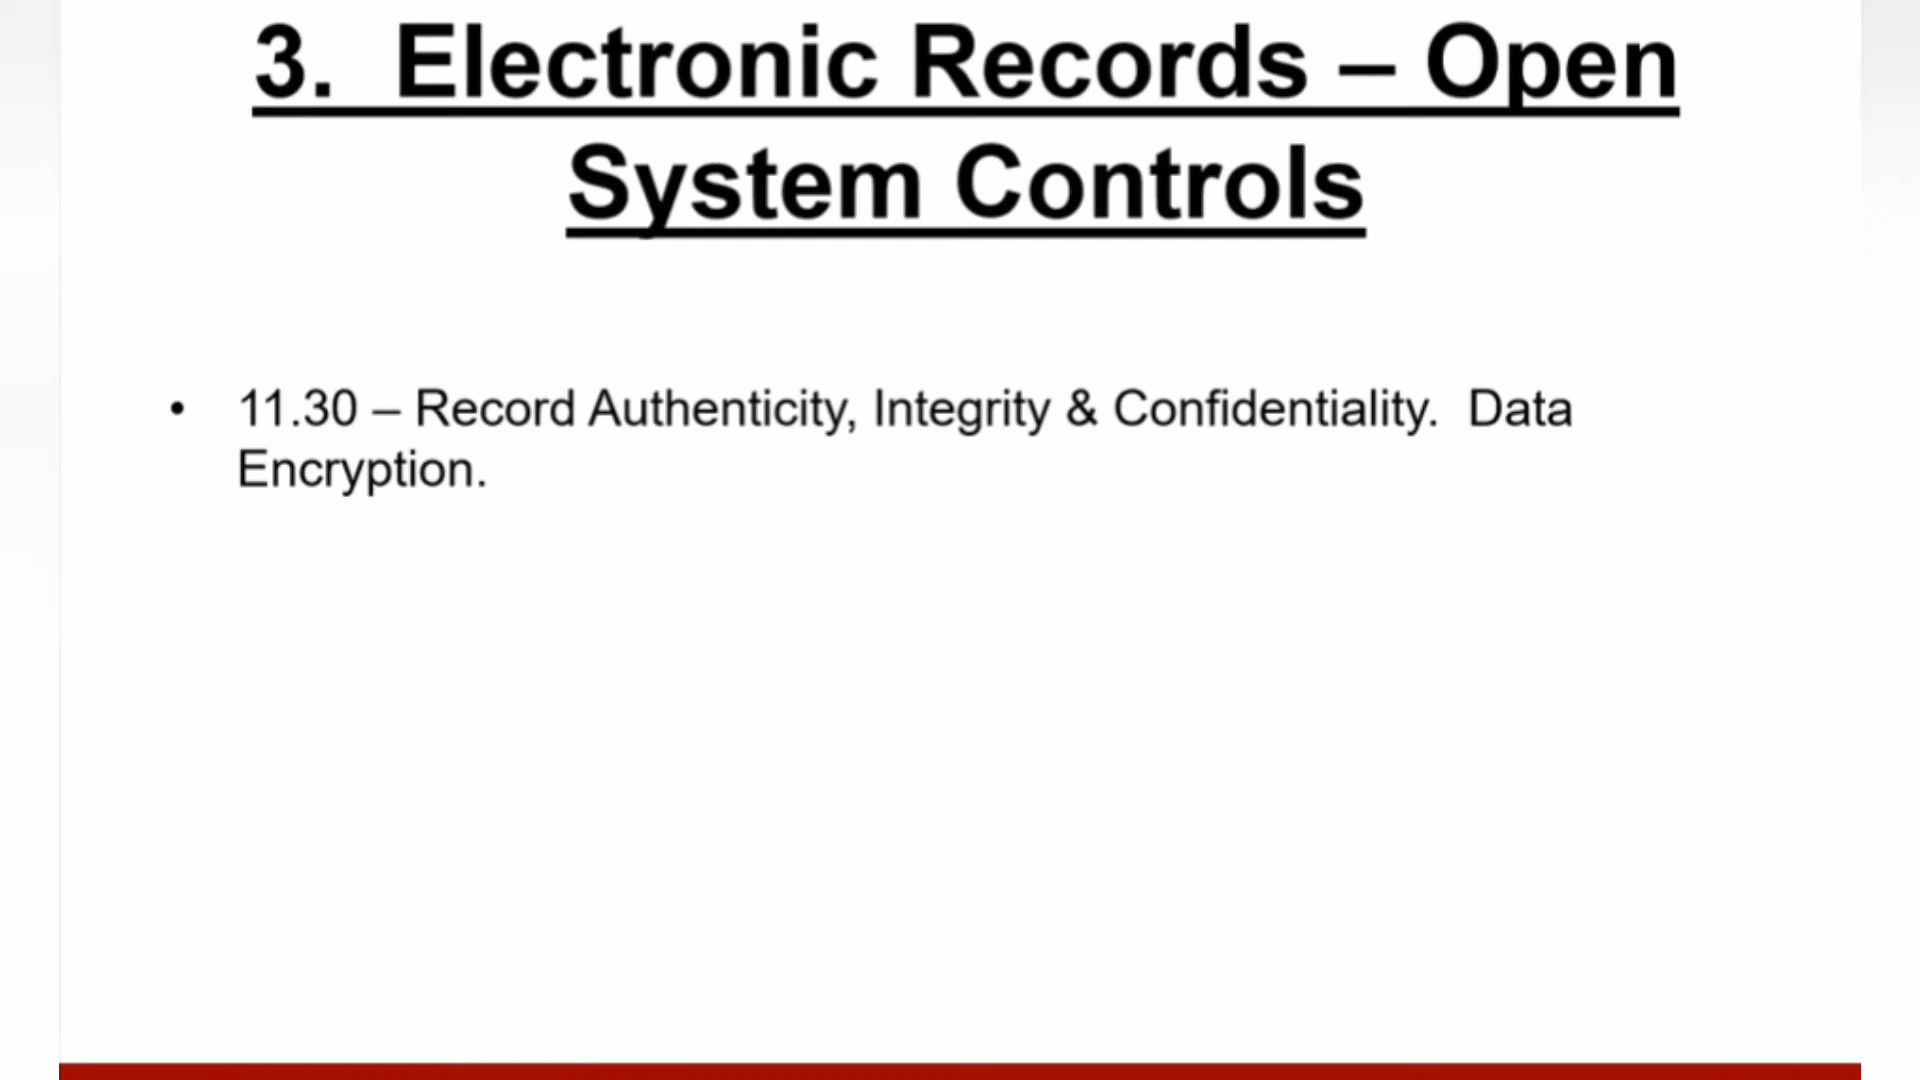 3. Electronic Records – Open
System Controls
• 11.30 – Record Authenticity, Integrity & Confidentiality. Data
Encryption.